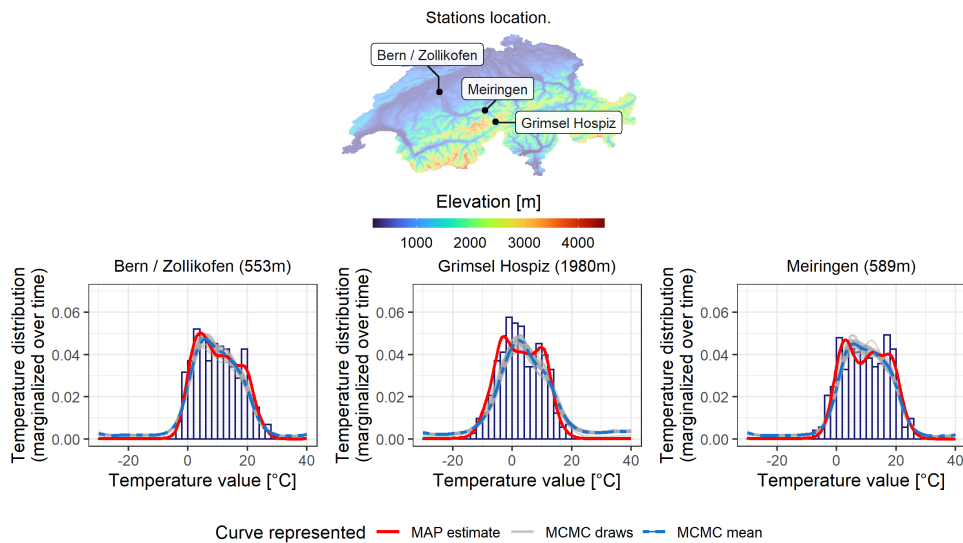 Stations location.
Bern / Zollikofen
Meiringen
Grimsel Hospiz
Elevation [m]
1000 2000 3000 4000
Bern / Zollikofen (553m)
Temperature distribution
(marginalized over time)
0.06
0.04
0.02
0.00
-20 0 20 40
Temperature value [°C]
Grimsel Hospiz (1980m)
Temperature distribution
(marginalized over time)
0.06
0.04
0.02
0.00
-20 0 20 40
Temperature value [°C]
Meiringen (589m)
Temperature distribution
(marginalized over time)
0.06
0.04
0.02
0.00
-20 0 20 40
Temperature value [°C]
Curve represented MAP estimate MCMC draws MCMC mean